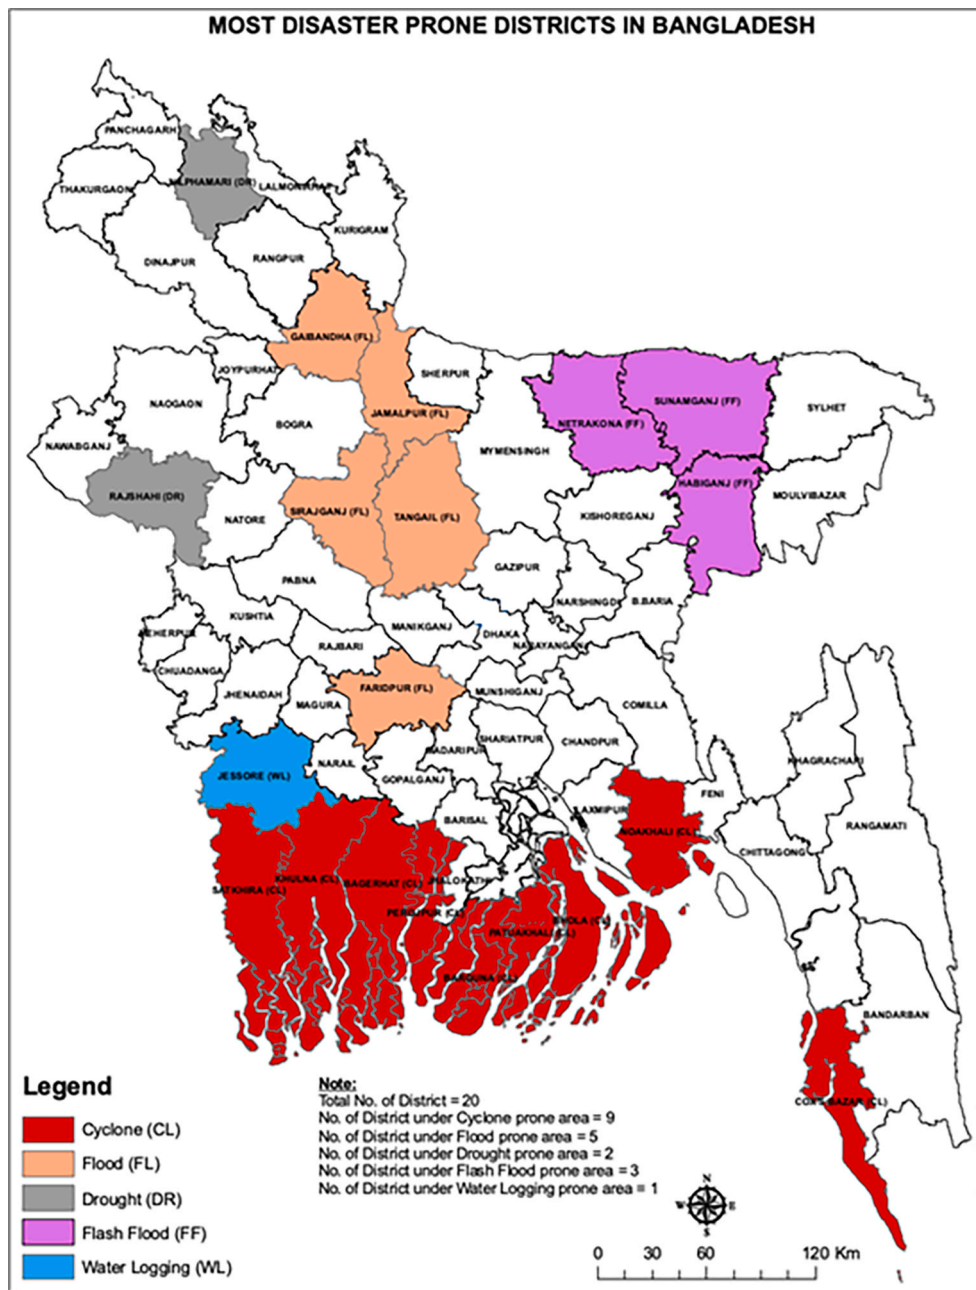 MOST DISASTER PRONE DISTRICTS IN BANGLADESH
PANCHAGARH
THAKURGAON
NILPHAMARI (DR)
LALMONIRHAT
KURIGRAM
DINAJPUR
RANGPUR
GAIBANDHA (FL)
JOYPURHAT
SHERPUR
NAOGAON
JAMALPUR (FL)
BOGRA
NETRAKONA (FF)
SUNAMGANJ (FF)
SYLHET
NAWABGANJ
MYMENSINGH
HABIGANJ (FF)
MOULVIBAZAR
RAJSHAHI (DR)
NATORE
SIRAJGANJ (FL)
TANGAIL (FL)
KISHOREGANJ
GAZIPUR
PABNA
NARSHINGDI
B.BARIA
KUSHTIA
MANIKGANJ
DHAKA
NARAYANGANJ
MEHERPUR
RAJBARI
CHUADANGA
JHENAIDAH
MAGURA
FARIDPUR (FL)
MUNSHIGANJ
COMILLA
SHARIATPUR
CHANDPUR
MADARIPUR
NARAIL
GOPALGANJ
JESSORE (WL)
KHAGRACHARI
FENI
LAXMIPUR
BARISAL
NOAKHALI (CL)
RANGAMATI
CHITTAGONG
SATKHIRA (CL)
KHULNA (CL)
BAGERHAT (CL)
JHALOKATHI
PEROJPUR (CL)
PATUAKHALI (CL)
BHOLA (CL)
BARGUNA (CL)
BANDARBAN
COX'S BAZAR (CL)
Legend
Cyclone (CL)
Flood (FL)
Drought (DR)
Flash Flood (FF)
Water Logging (WL)
Note:
Total No. of District = 20
No. of District under Cyclone prone area = 9
No. of District under Flood prone area = 5
No. of District under Drought prone area = 2
No. of District under Flash Flood prone area = 3
No. of District under Water Logging prone area = 1
N
W E
S
0 30 60 120 Km